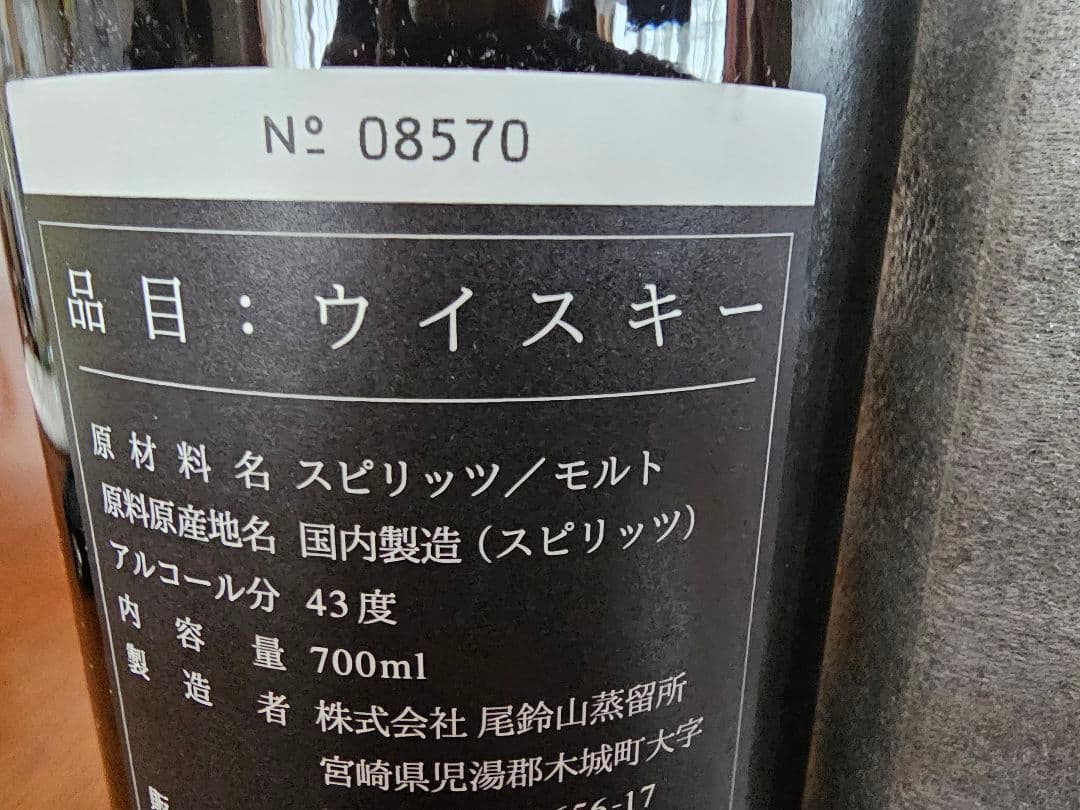 Nº 08570
品目：ウイスキー
原材料名 スピリッツ／モルト
原料原産地名 国内製造（スピリッツ）
アルコール分 43度
内容量 700ml
製造者 株式会社 尾鈴山蒸留所
宮崎県児湯郡木城町大字
656-17